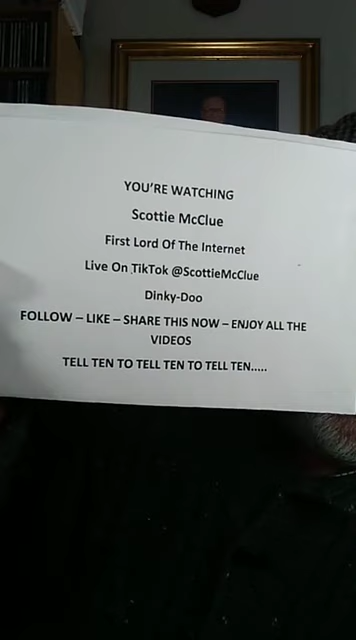 YOU'RE WATCHING
Scottie McClue
First Lord Of The Internet
Live On TikTok @ScottieMcClue
Dinky-Doo
FOLLOW – LIKE – SHARE THIS NOW – ENJOY ALL THE
VIDEOS
TELL TEN TO TELL TEN TO TELL TEN.....